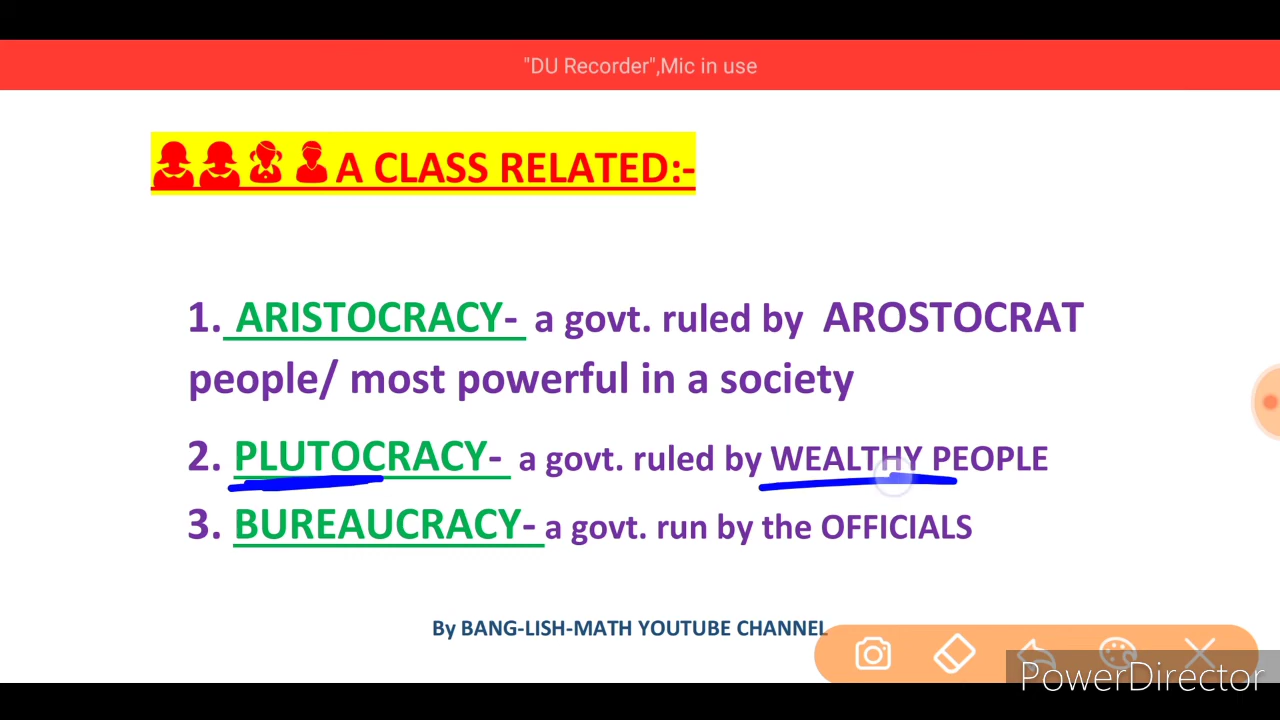 "DU Recorder",Mic in use
A CLASS RELATED:-
1. ARISTOCRACY- a govt. ruled by AROSTOCRAT
people/ most powerful in a society
2. PLUTOCRACY- a govt. ruled by WEALTHY PEOPLE
3. BUREAUCRACY- a govt. run by the OFFICIALS
By BANG-LISH-MATH YOUTUBE CHANNEL
PowerDirector